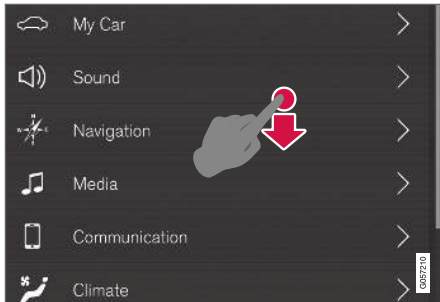 My Car
Sound
Navigation
Media
Communication
Climate
G057210